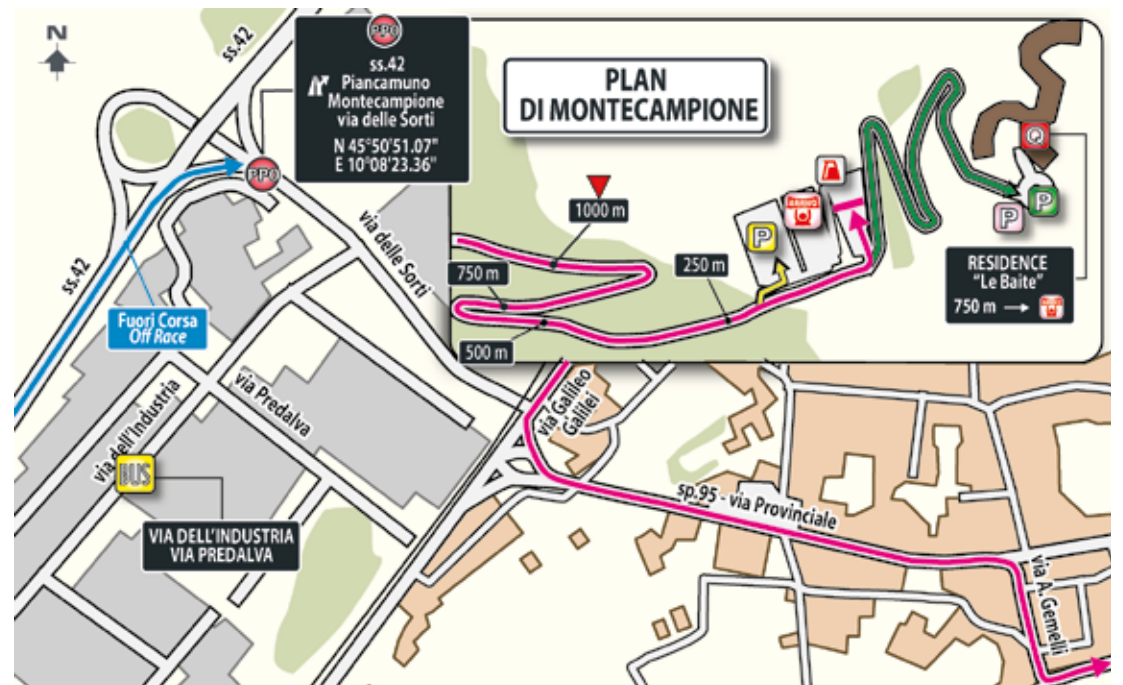 N
ss.42
PPO
ss.42
Piancamuno
Montecampione
via delle Sorti
N 45°50'51.07"
E 10°08'23.36"
PLAN
DI MONTECAMPIONE
1000 m
750 m
500 m
250 m
P
ARRIVO
Q
P
P
RESIDENCE
"Le Baite"
750 m →
PPO
via delle Sorti
ss.42
Fuori Corsa
Off Race
via dell'Industria
via Predalva
BUS
VIA DELL'INDUSTRIA
VIA PREDALVA
via Galileo
Galilei
sp.95 - via Provinciale
via A. Gemelli